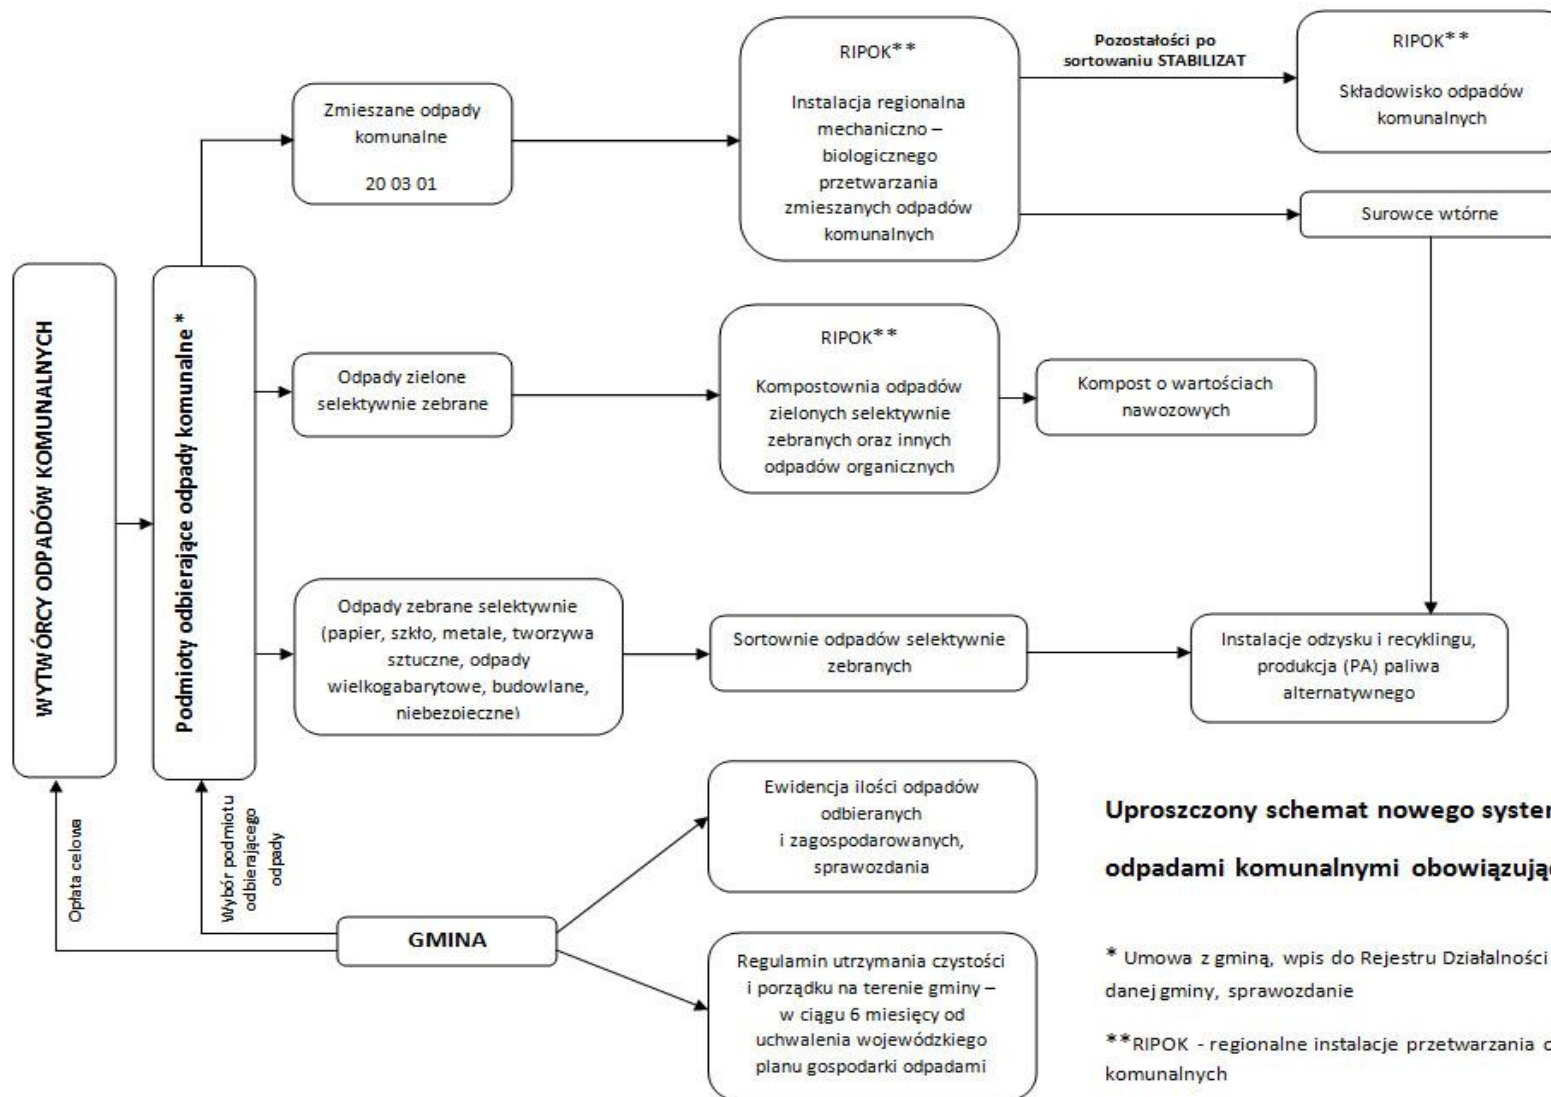 WYTWÓRCY ODPADÓW KOMUNALNYCH
Podmioty odbierające odpady komunalne*
Zmieszane odpady
komunalne
20 03 01
RIPOK**
Instalacja regionalna
mechaniczno –
biologicznego
przetwarzania
zmieszanych odpadów
komunalnych
Pozostałości po
sortowaniu STABILIZAT
RIPOK**
Składowisko odpadów
komunalnych
Surowce wtórne
Odpady zielone
selektywnie zebrane
RIPOK**
Kompostownia odpadów
zielonych selektywnie
zebranych oraz innych
odpadów organicznych
Kompost o wartościach
nawozowych
Odpady zebrane selektywnie
(papier, szkło, metale, tworzywa
sztuczne, odpady
wielkogabarytowe, budowlane,
niebezpieczne)
Sortownie odpadów selektywnie
zebranych
Instalacje odzysku i recyklingu,
produkcja (PA) paliwa
alternatywnego
Opłata celowa
Wybór podmiotu
odbierającego
odpady
GMINA
Ewidencja ilości odpadów
odbieranych
i zagospodarowanych,
sprawozdania
Regulamin utrzymania czystości
i porządku na terenie gminy –
w ciągu 6 miesięcy od
uchwalenia wojewódzkiego
planu gospodarki odpadami
Uproszczony schemat nowego
odpadami komunalnymi
* Umowa z gminą, wpis do Rejestru Działalności
danej gminy, sprawozdanie
**RIPOK - regionalne instalacje przetwarzania
komunalnych